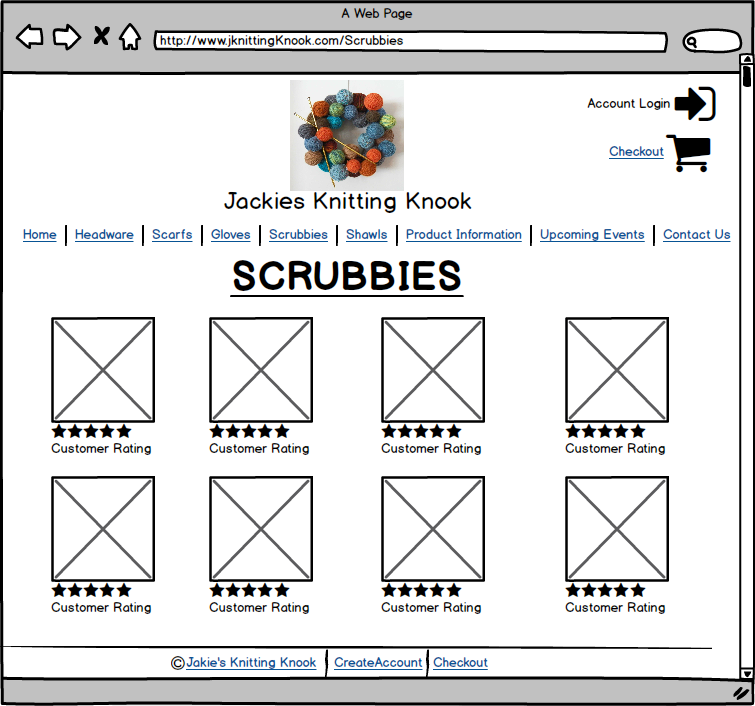 A Web Page
http://www.jknittingKnook.com/Scrubbies
Account Login
Checkout
Jackies Knitting Knook
Home Headware Scarfs Gloves Scrubbies Shawls Product Information Upcoming Events Contact Us
SCRUBBIES
Customer Rating Customer Rating Customer Rating Customer Rating
Customer Rating Customer Rating Customer Rating Customer Rating
©Jakie's Knitting Knook CreateAccount Checkout